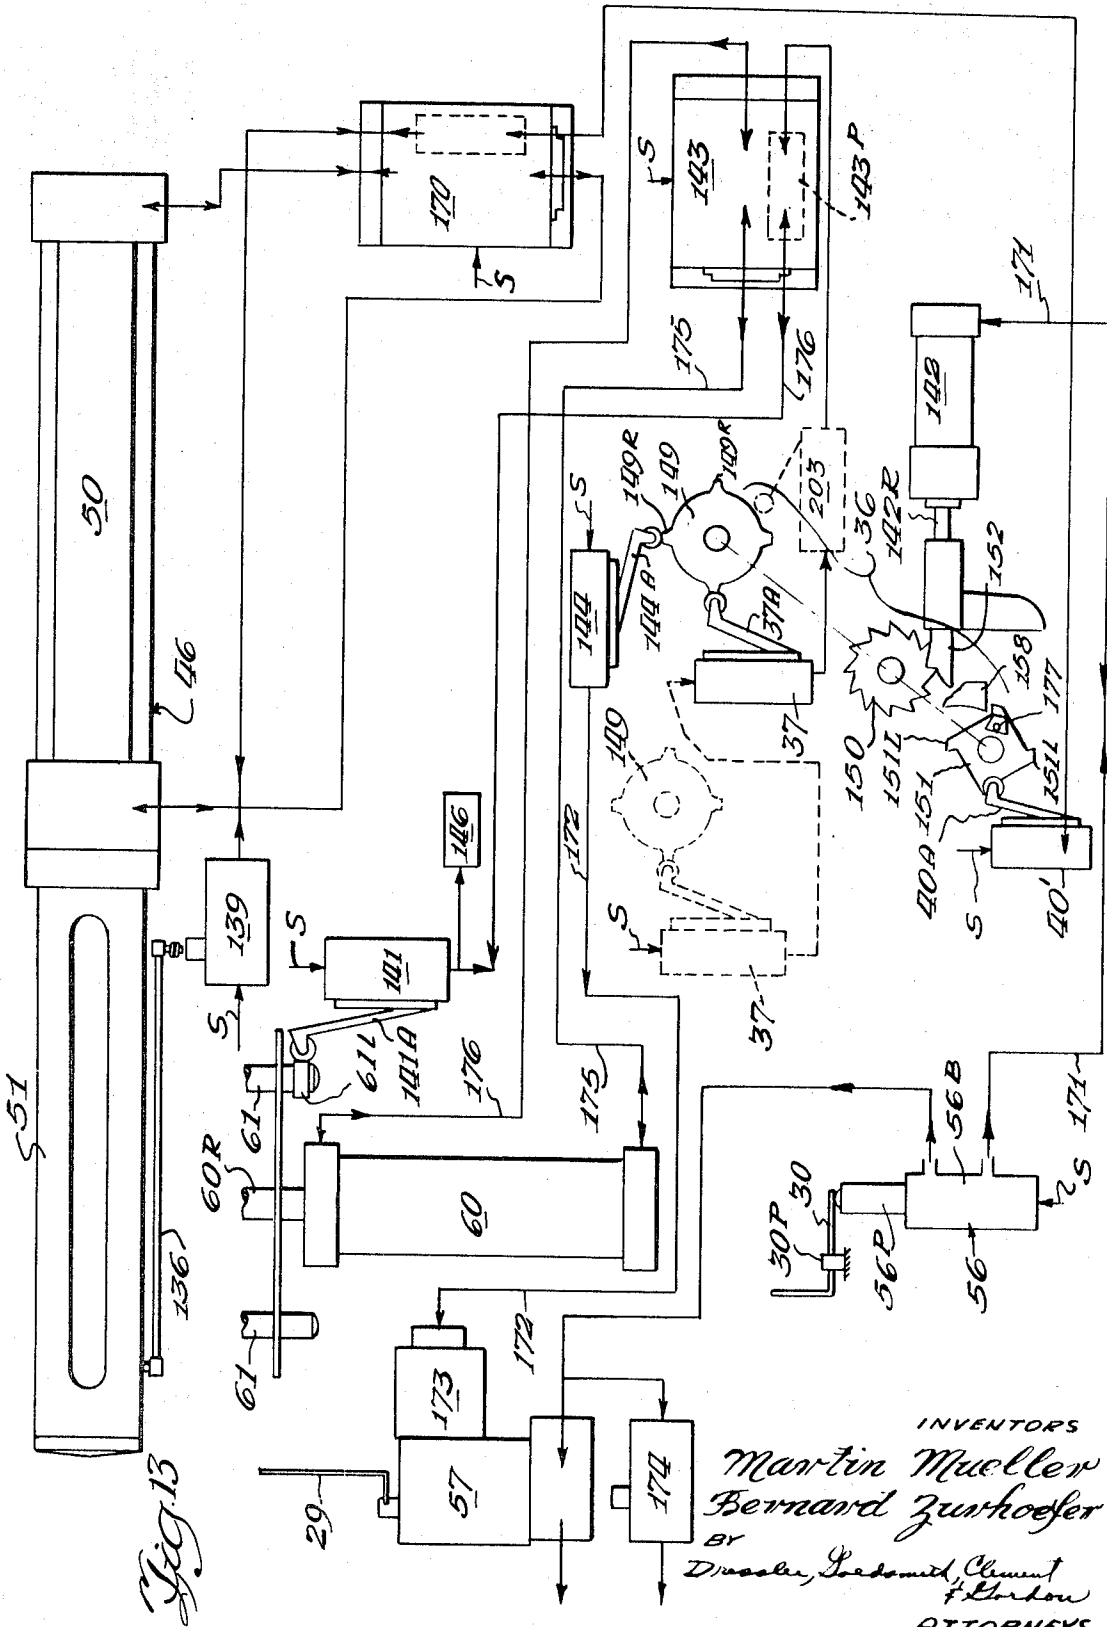 Fig. 13
51
50
46
136
S
139
170
S
S
143
143P
175
176
171
60R
61
61
61L
141A
141
S
146
176
60
175
172
144
S
144A
149R
149
149R
37A
37
203
36
149
S
37
172
150
151L
151
151L
40A
S
40'
177
158
152
142R
142
29
57
173
174
30P
30
56P
56
56B
S
171
INVENTORS
Martin Mueller
Bernard Zurhoefer
BY
Dressler, Goldsmith, Clement
& Gordon
ATTORNEYS